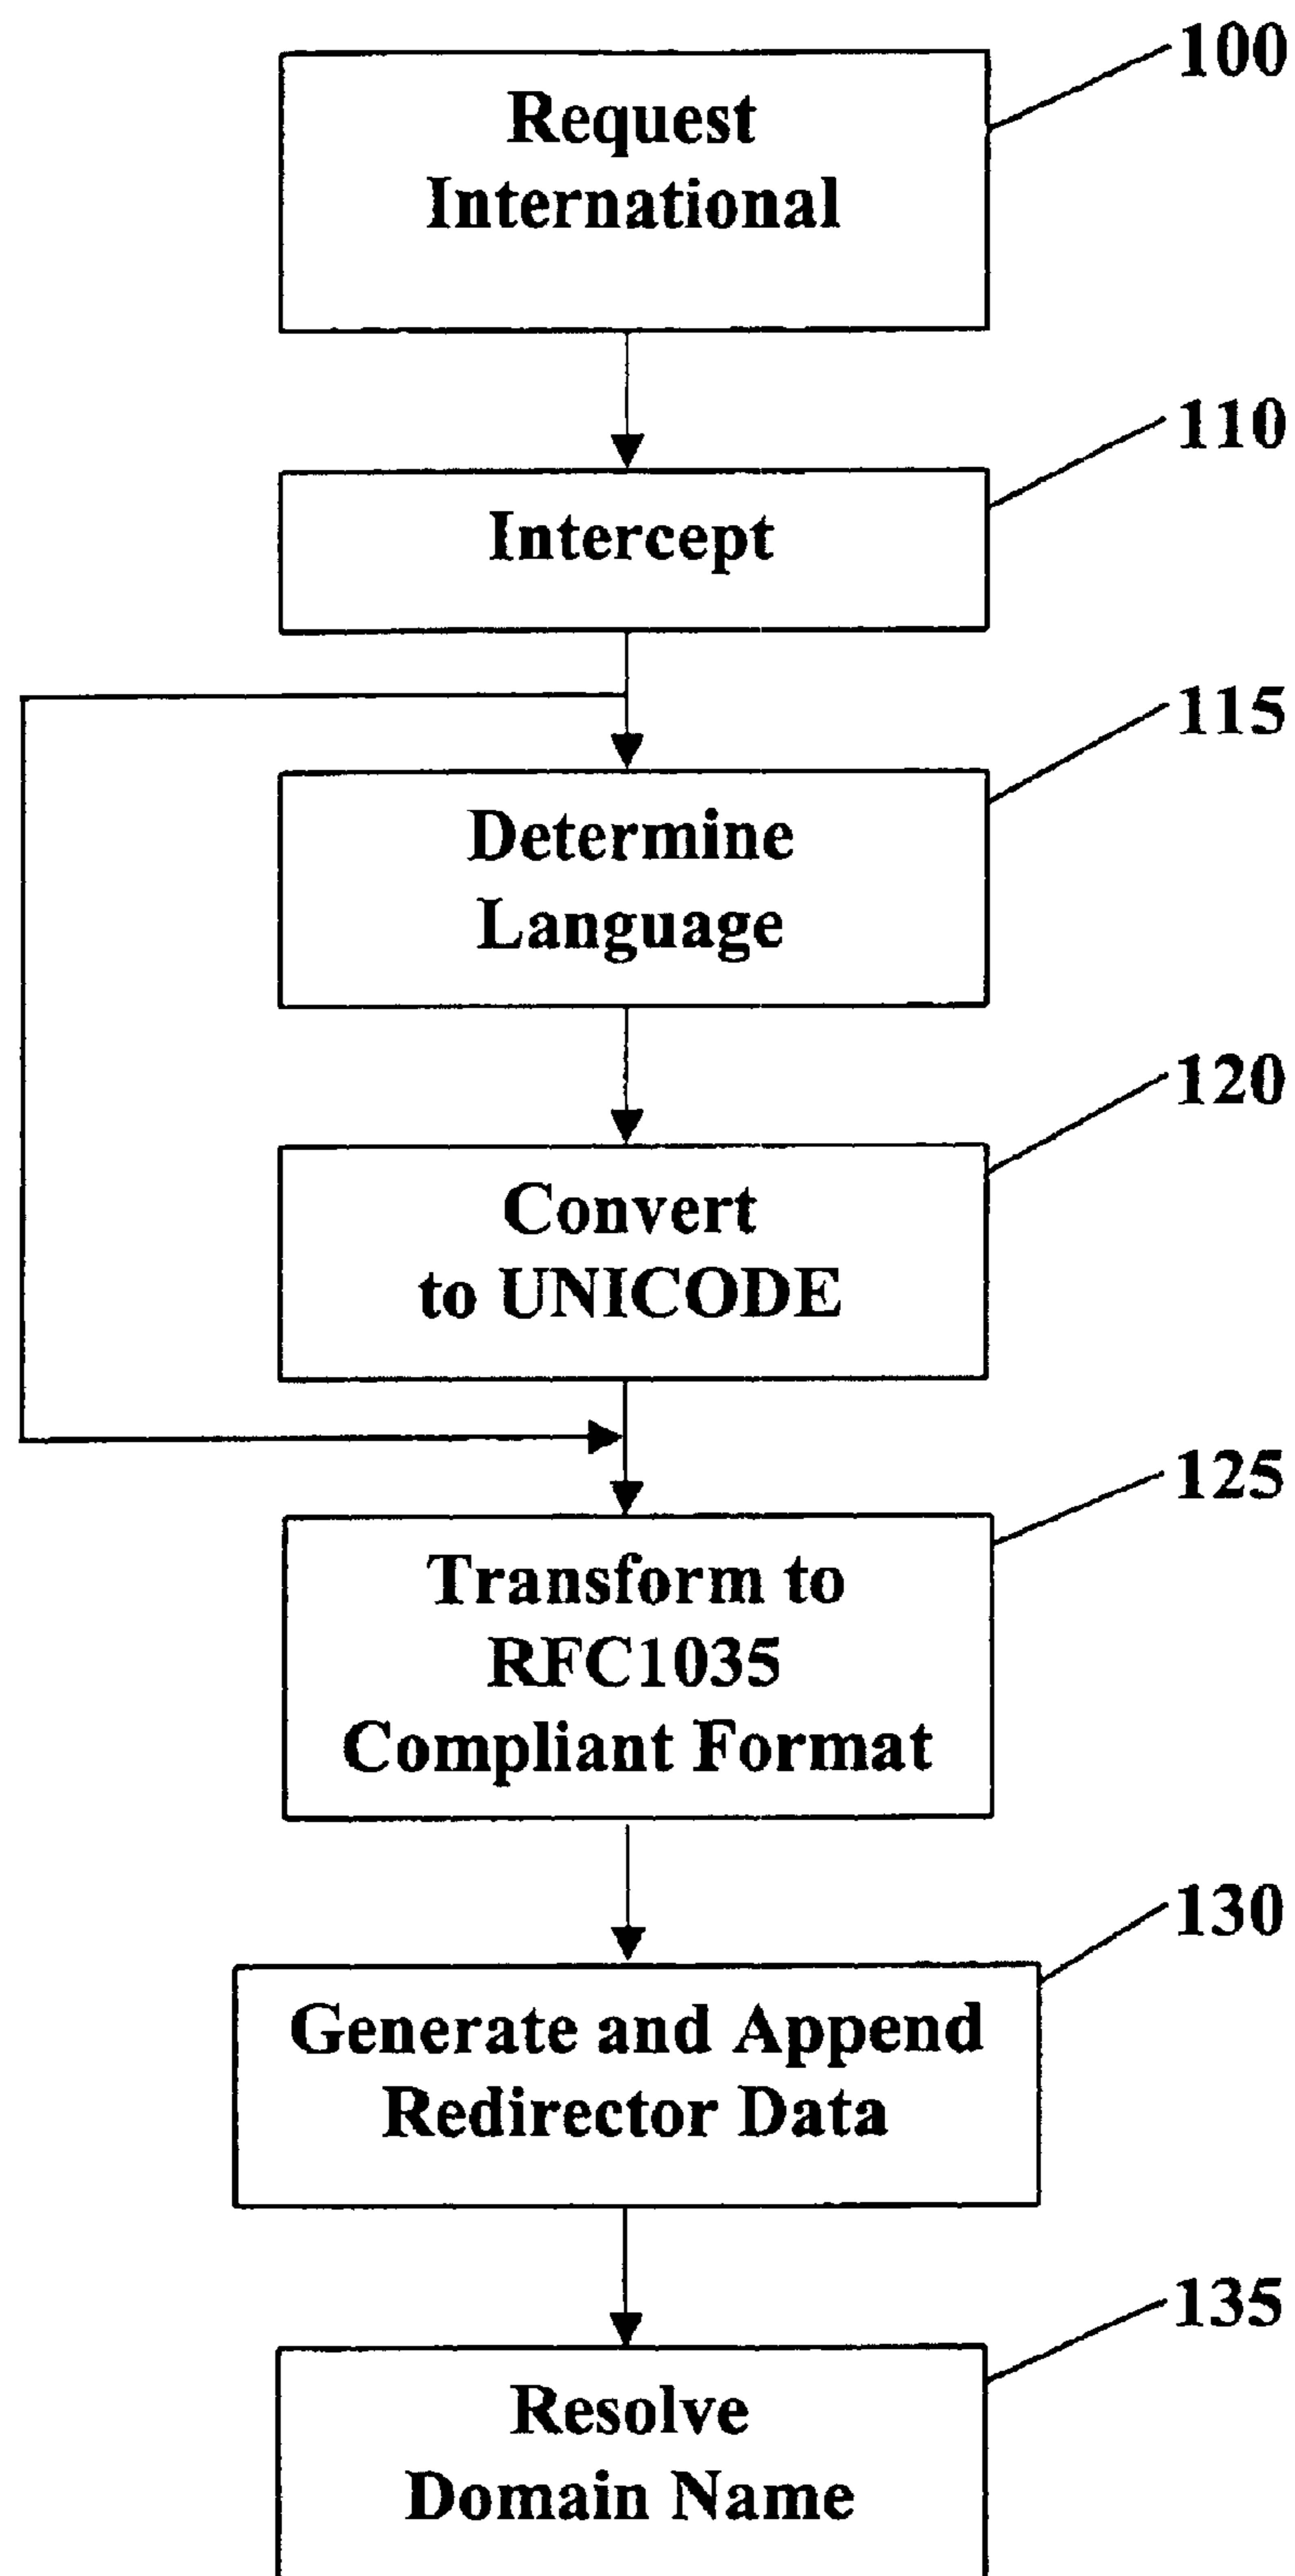 100
Request
International
110
Intercept
115
Determine
Language
120
Convert
to UNICODE
125
Transform to
RFC1035
Compliant Format
130
Generate and Append
Redirector Data
135
Resolve
Domain Name